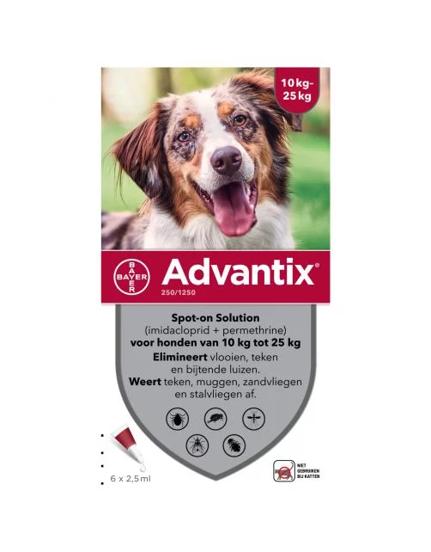 10 kg-
25 kg
BAYER
BAYER
Advantix®
250/1250
Spot-on Solution
(imidacloprid + permethrine)
voor honden van 10 kg tot 25 kg
Elimineert vlooien, teken
en bijtende luizen.
Weert teken, muggen, zandvliegen
en stalvliegen af.
6 x 2,5 ml
NIET
GEBRUIKEN
BIJ KATTEN